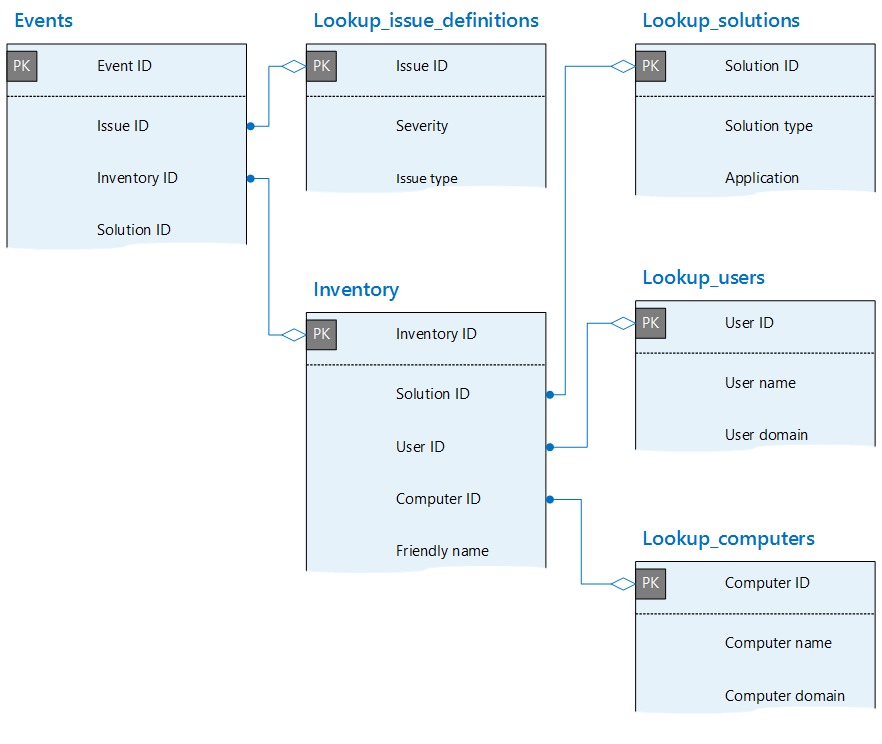 Events
PK
Event ID
Issue ID
Inventory ID
Solution ID
Lookup_issue_definitions
PK
Issue ID
Severity
Issue type
Lookup_solutions
PK
Solution ID
Solution type
Application
Inventory
PK
Inventory ID
Solution ID
User ID
Computer ID
Friendly name
Lookup_users
PK
User ID
User name
User domain
Lookup_computers
PK
Computer ID
Computer name
Computer domain